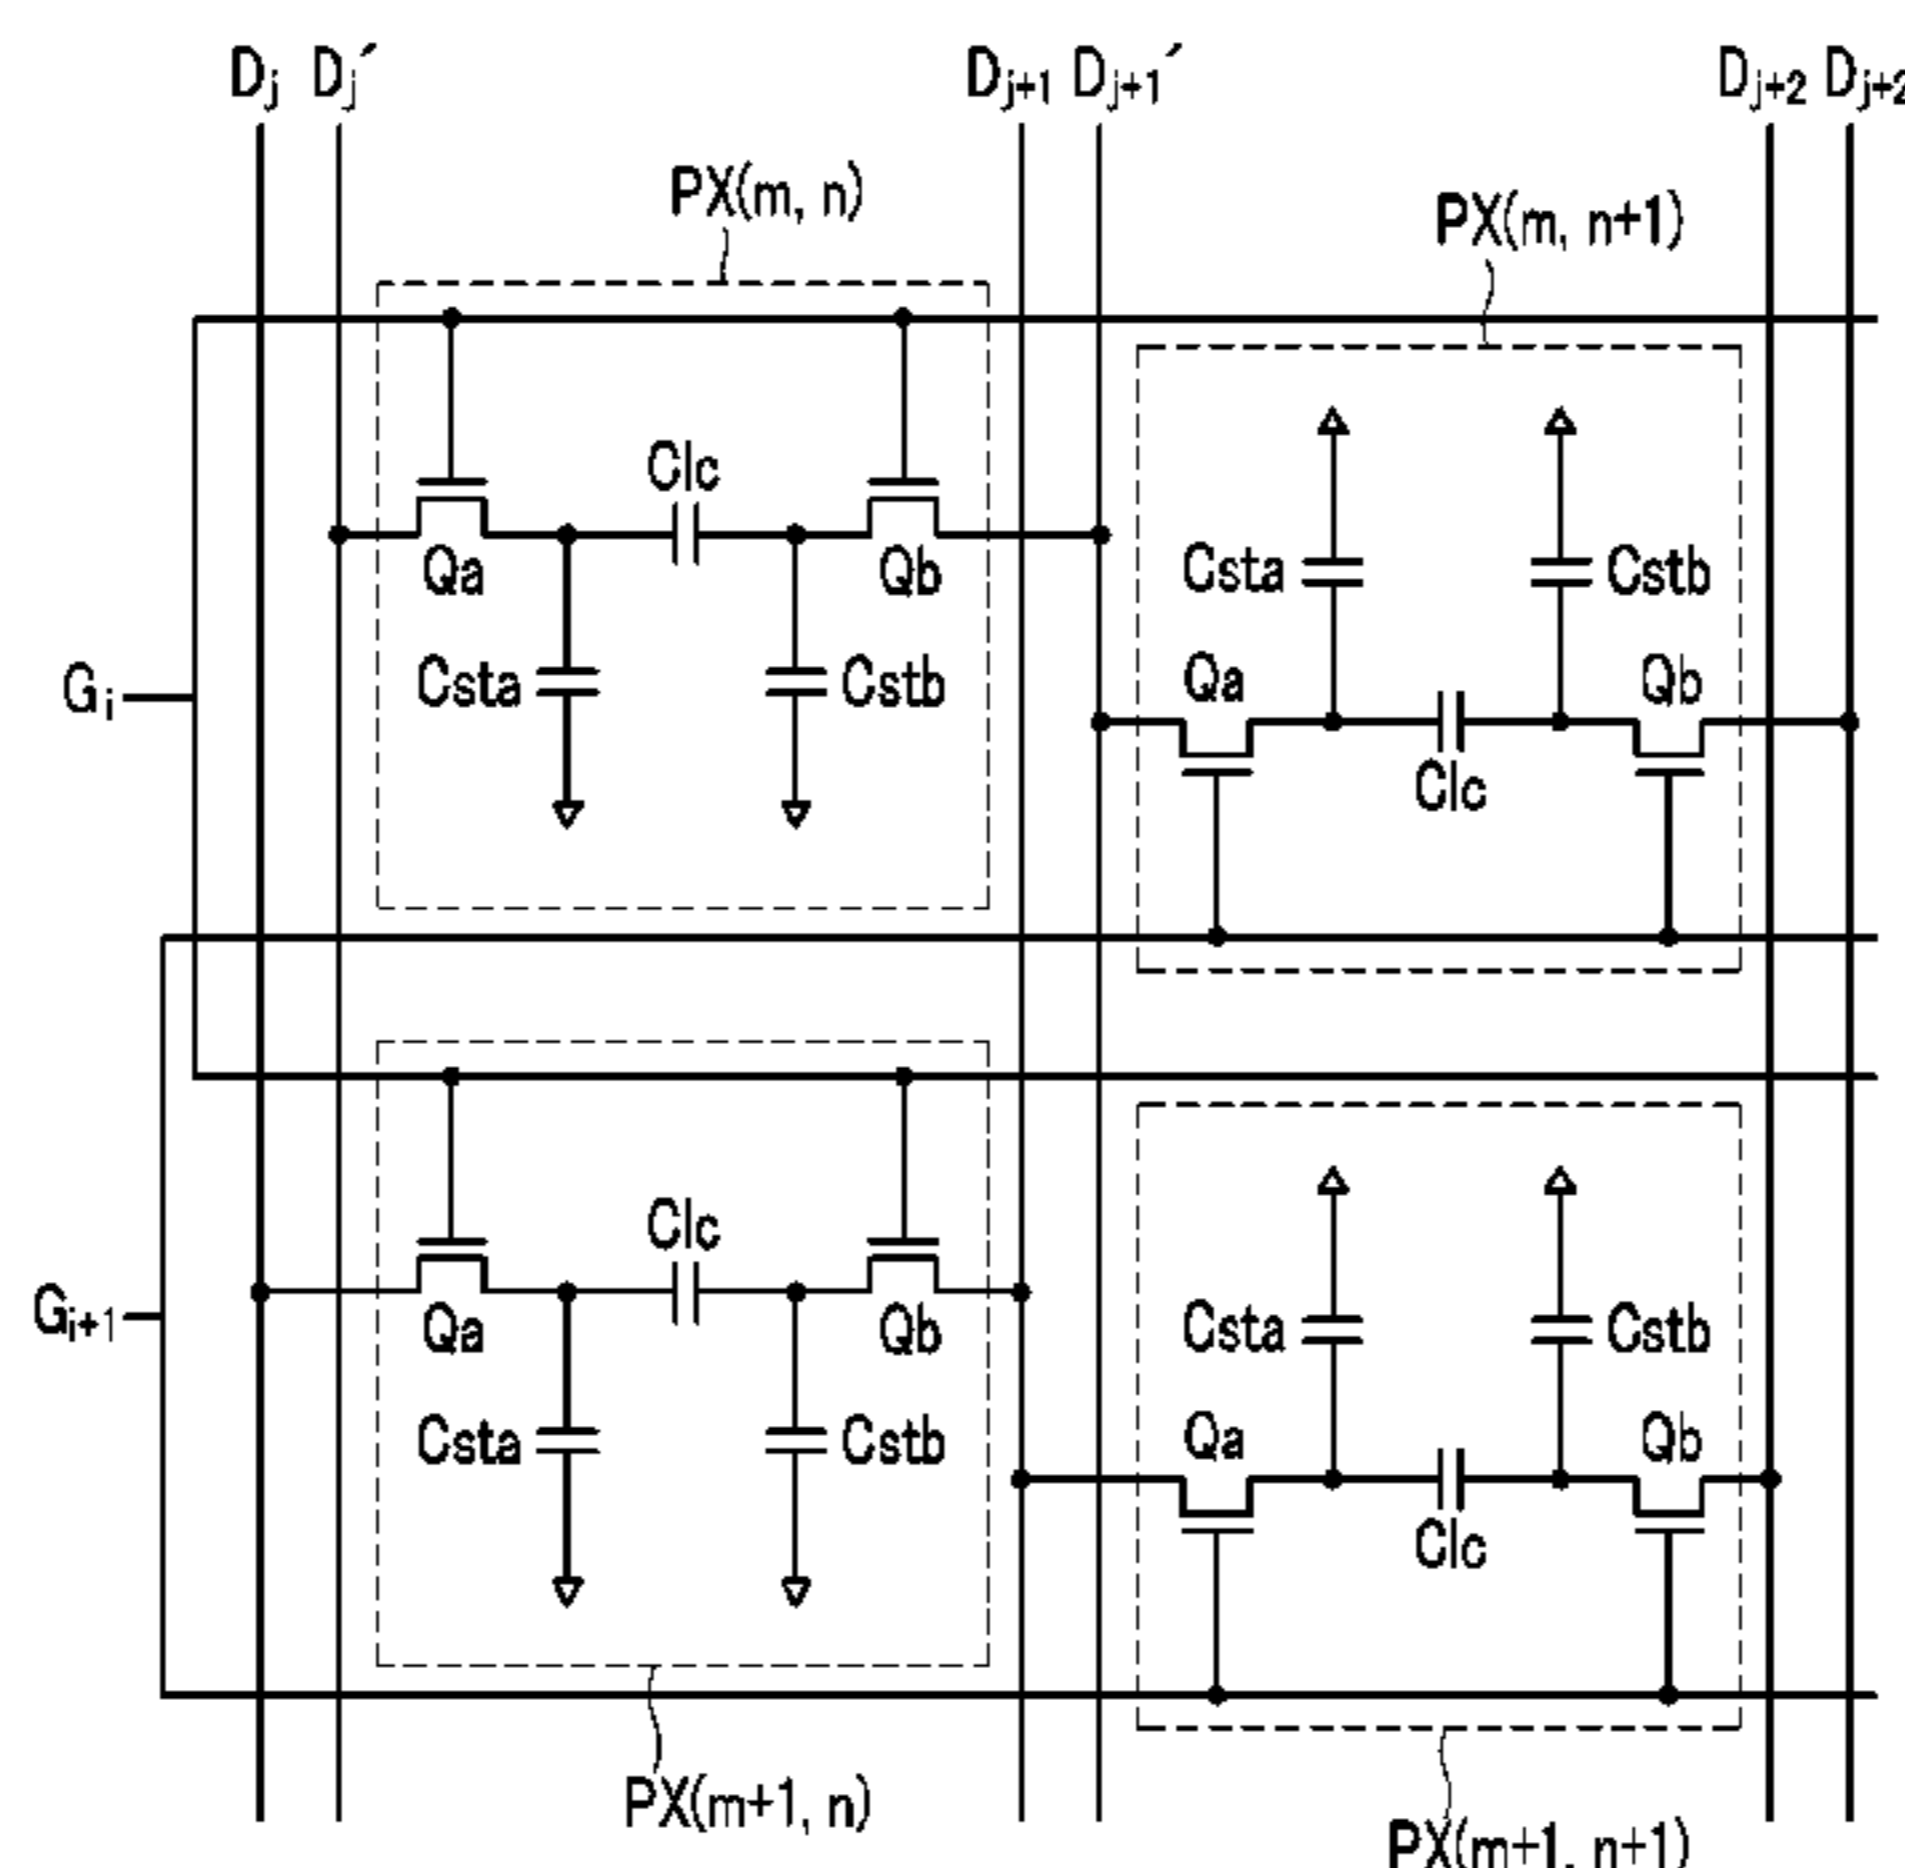 Dj Dj´ Dj+1 Dj+1´ Dj+2 Dj+2
PX(m, n)
PX(m, n+1)
Clc
Qa Qb
Csta Cstb
Csta Cstb
Gi
Qa Qb
Clc
Clc
Gi+1
Qa Qb
Csta Cstb
Csta Cstb
Qa Qb
Clc
PX(m+1, n)
PX(m+1, n+1)